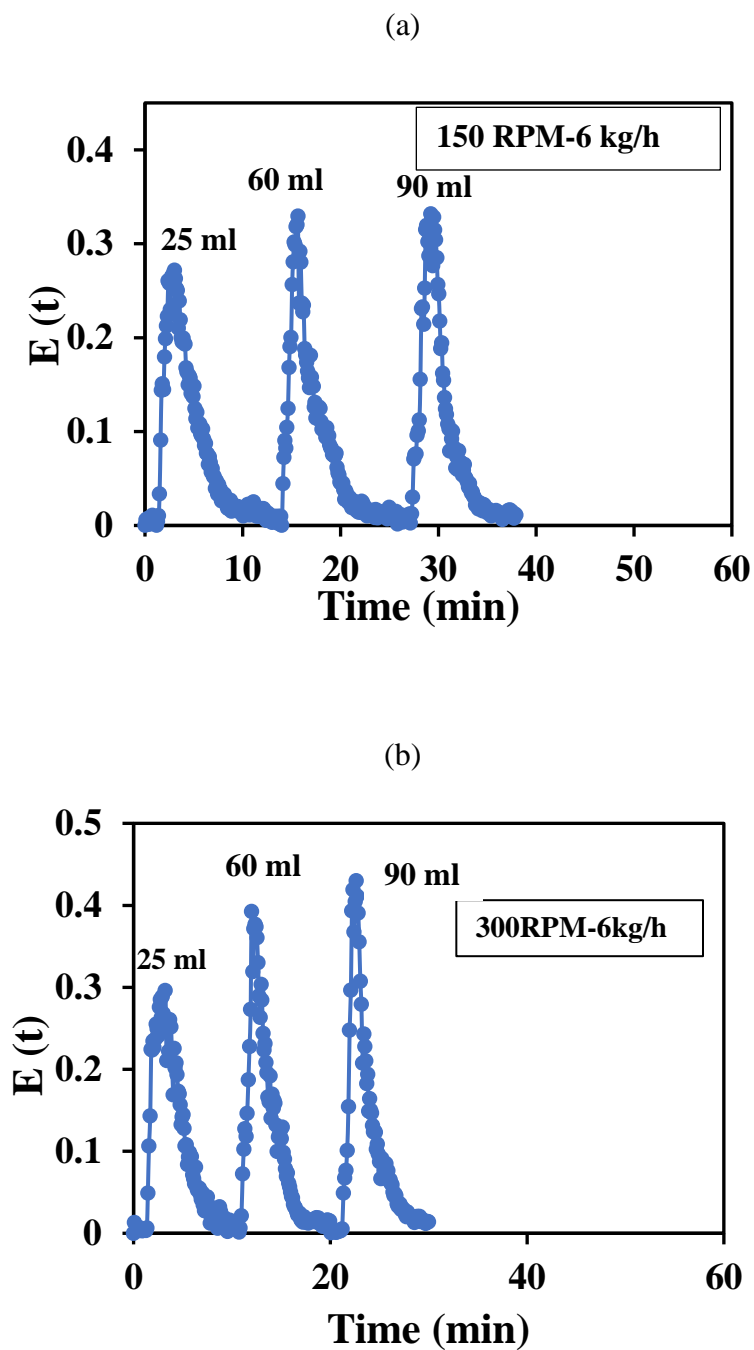 (a)
150 RPM-6 kg/h
0.4
60 ml
90 ml
25 ml
0.3
E (t)
0.2
0.1
0
0 10 20 30 40 50 60
Time (min)
(b)
0.5
60 ml
90 ml
0.4
300RPM-6kg/h
25 ml
0.3
E (t)
0.2
0.1
0
0 20 40 60
Time (min)